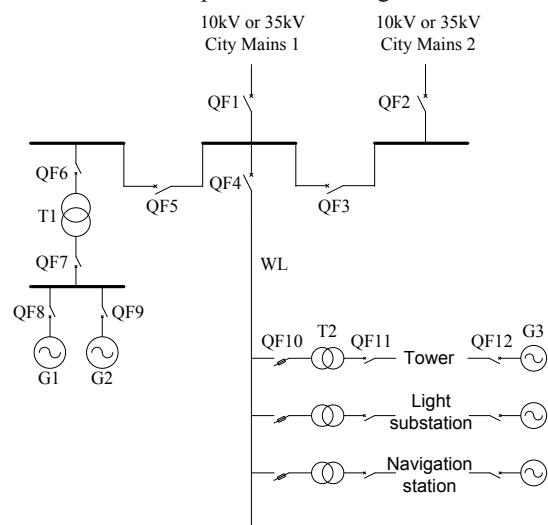 10kV or 35kV
City Mains 1
10kV or 35kV
City Mains 2
QF1
QF2
QF6
QF4
T1
QF5
QF3
QF7
WL
QF8
QF9
G1
G2
QF10
T2
QF11
Tower
QF12
G3
Light
substation
Navigation
station